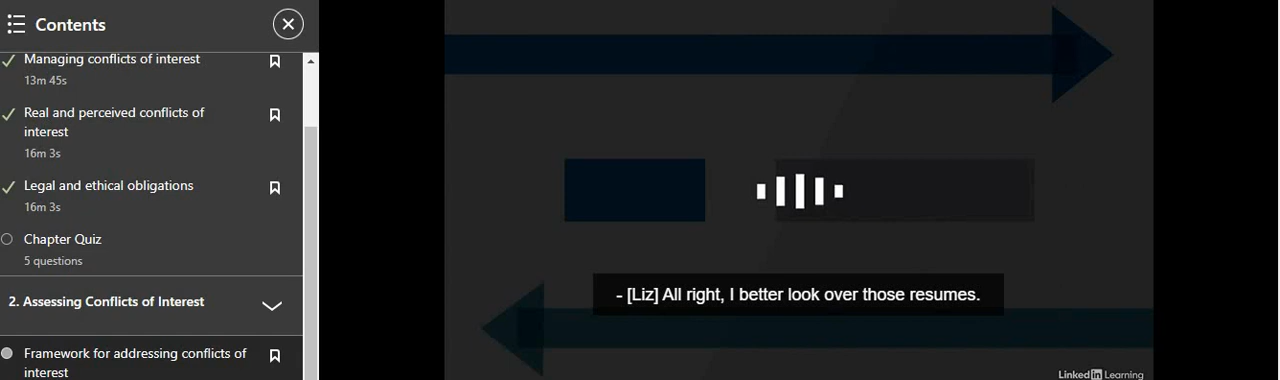 Contents
Managing conflicts of interest
13m 45s
Real and perceived conflicts of
interest
16m 3s
Legal and ethical obligations
16m 3s
Chapter Quiz
5 questions
2. Assessing Conflicts of Interest
Framework for addressing conflicts of
interest
- [Liz] All right, I better look over those resumes.
Linked in Learning